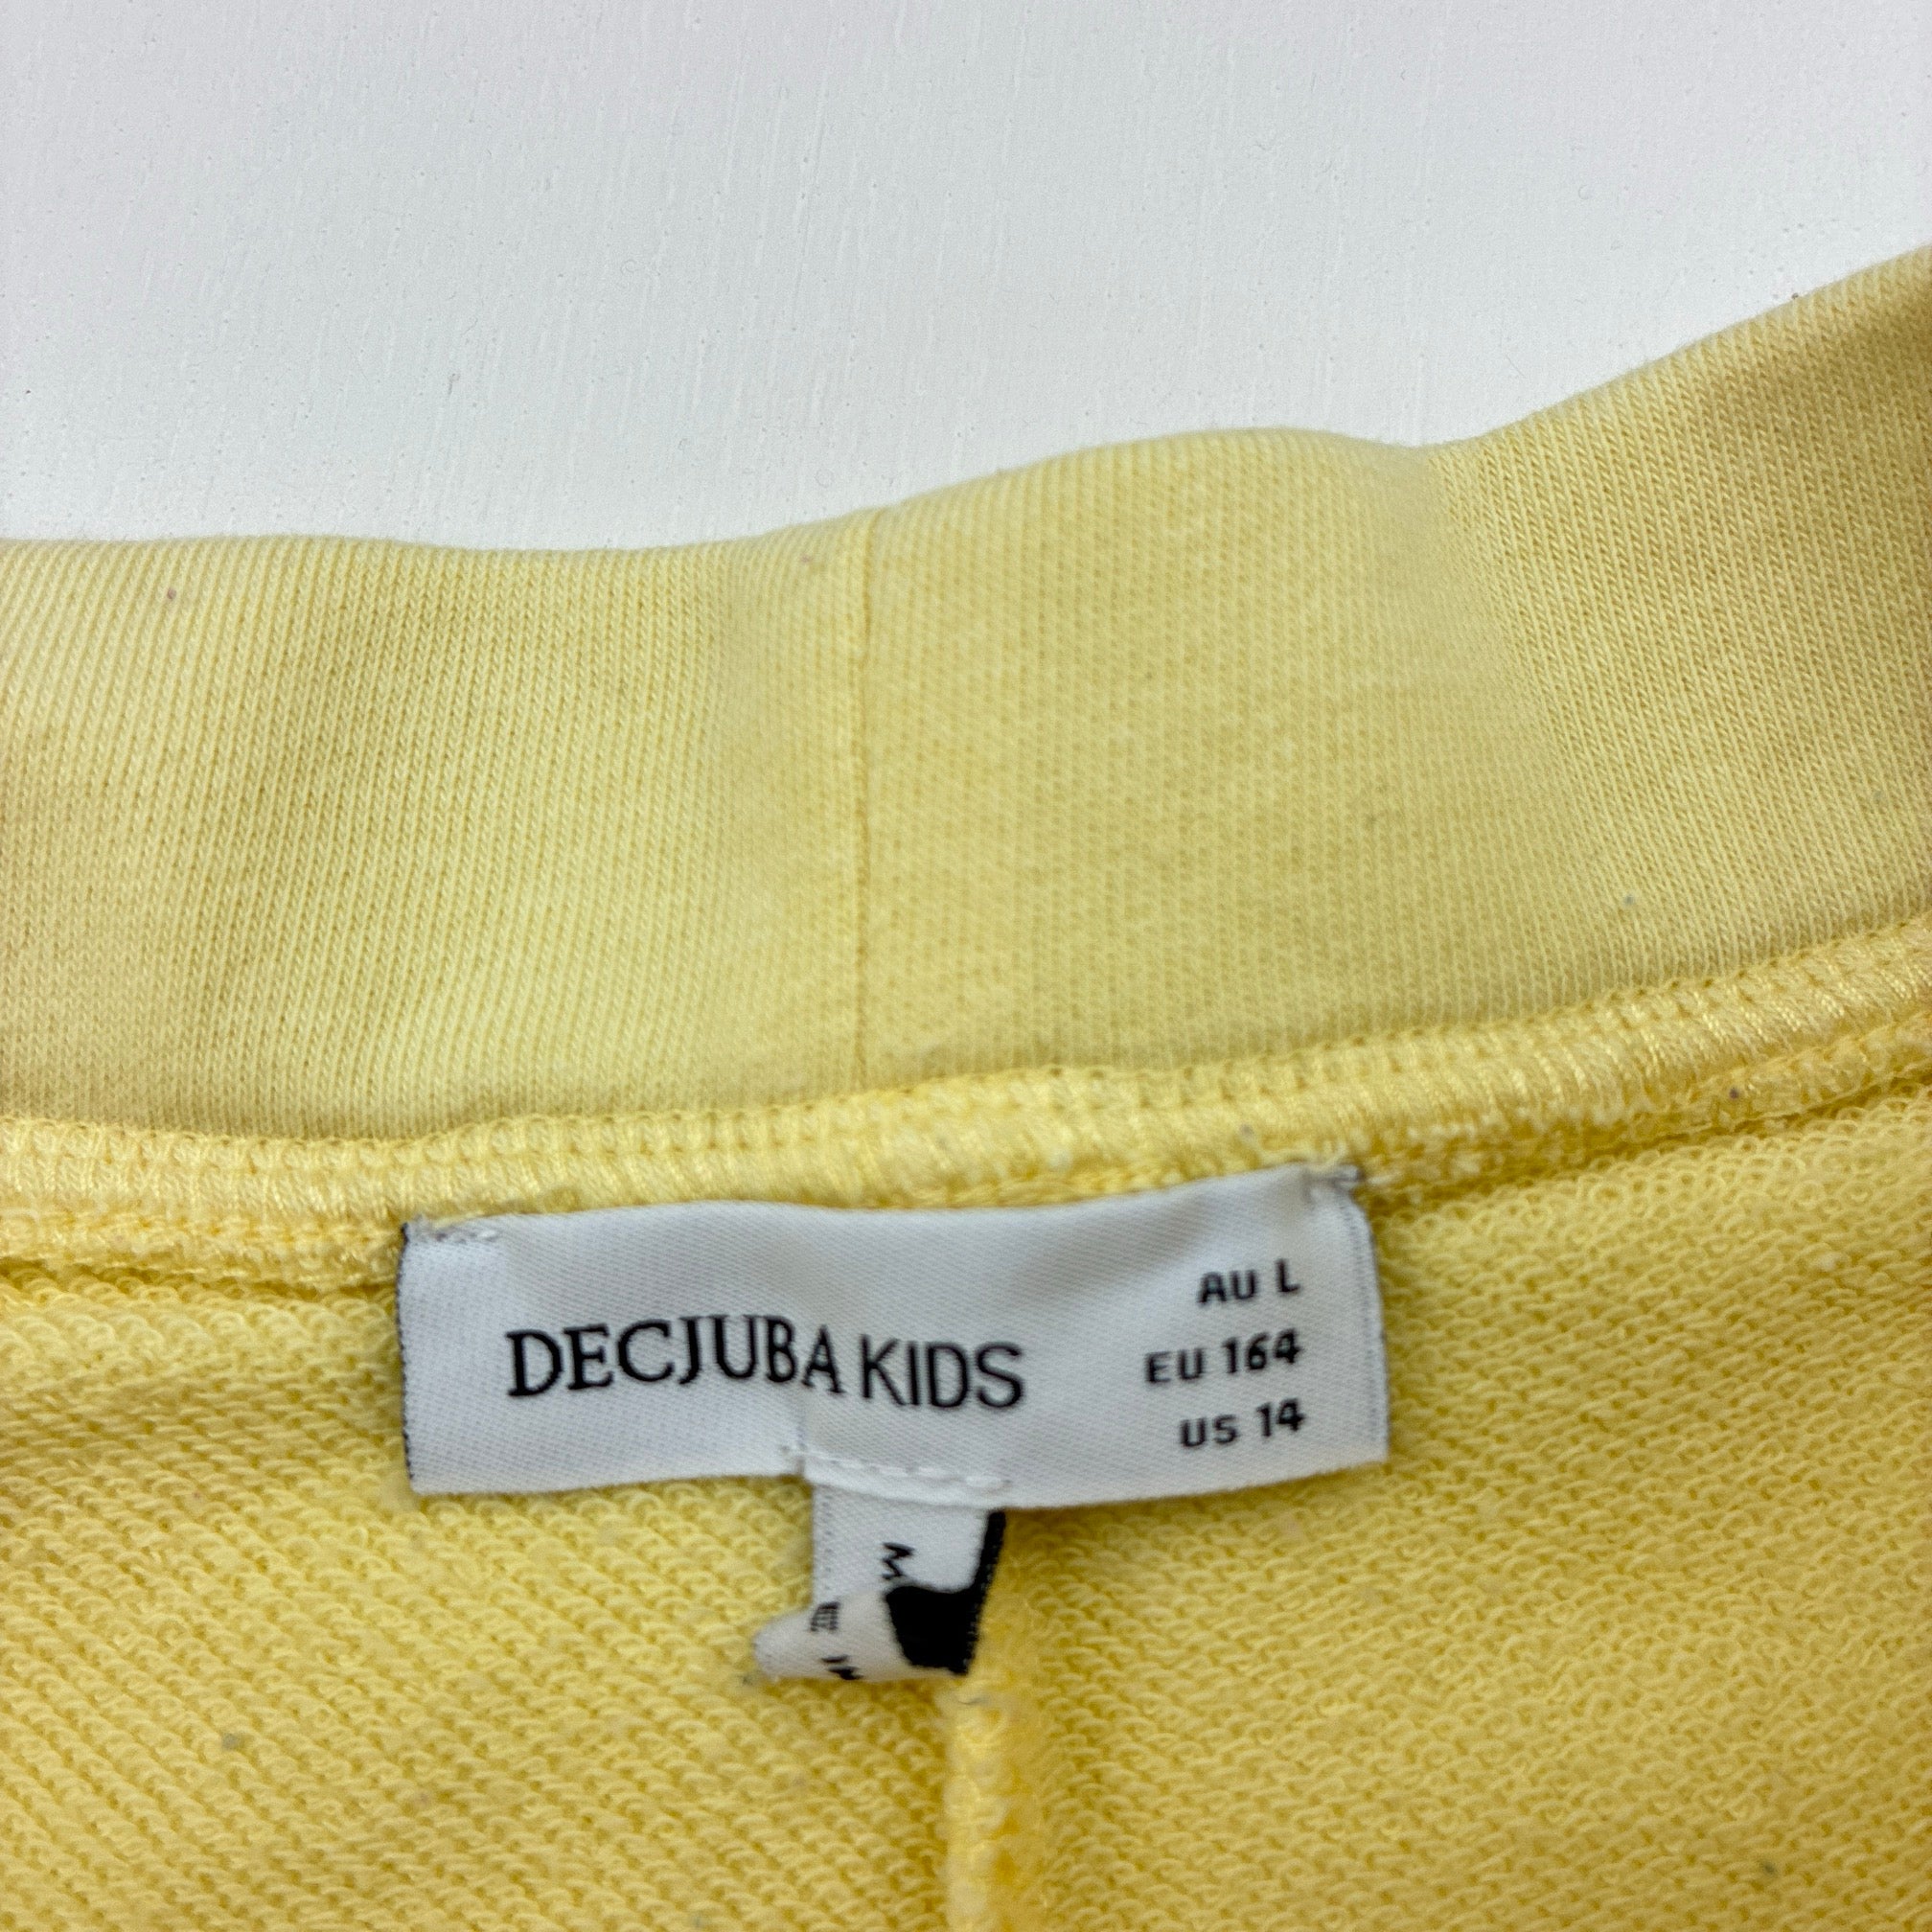 DECJUBA KIDS
AU L
EU 164
US 14